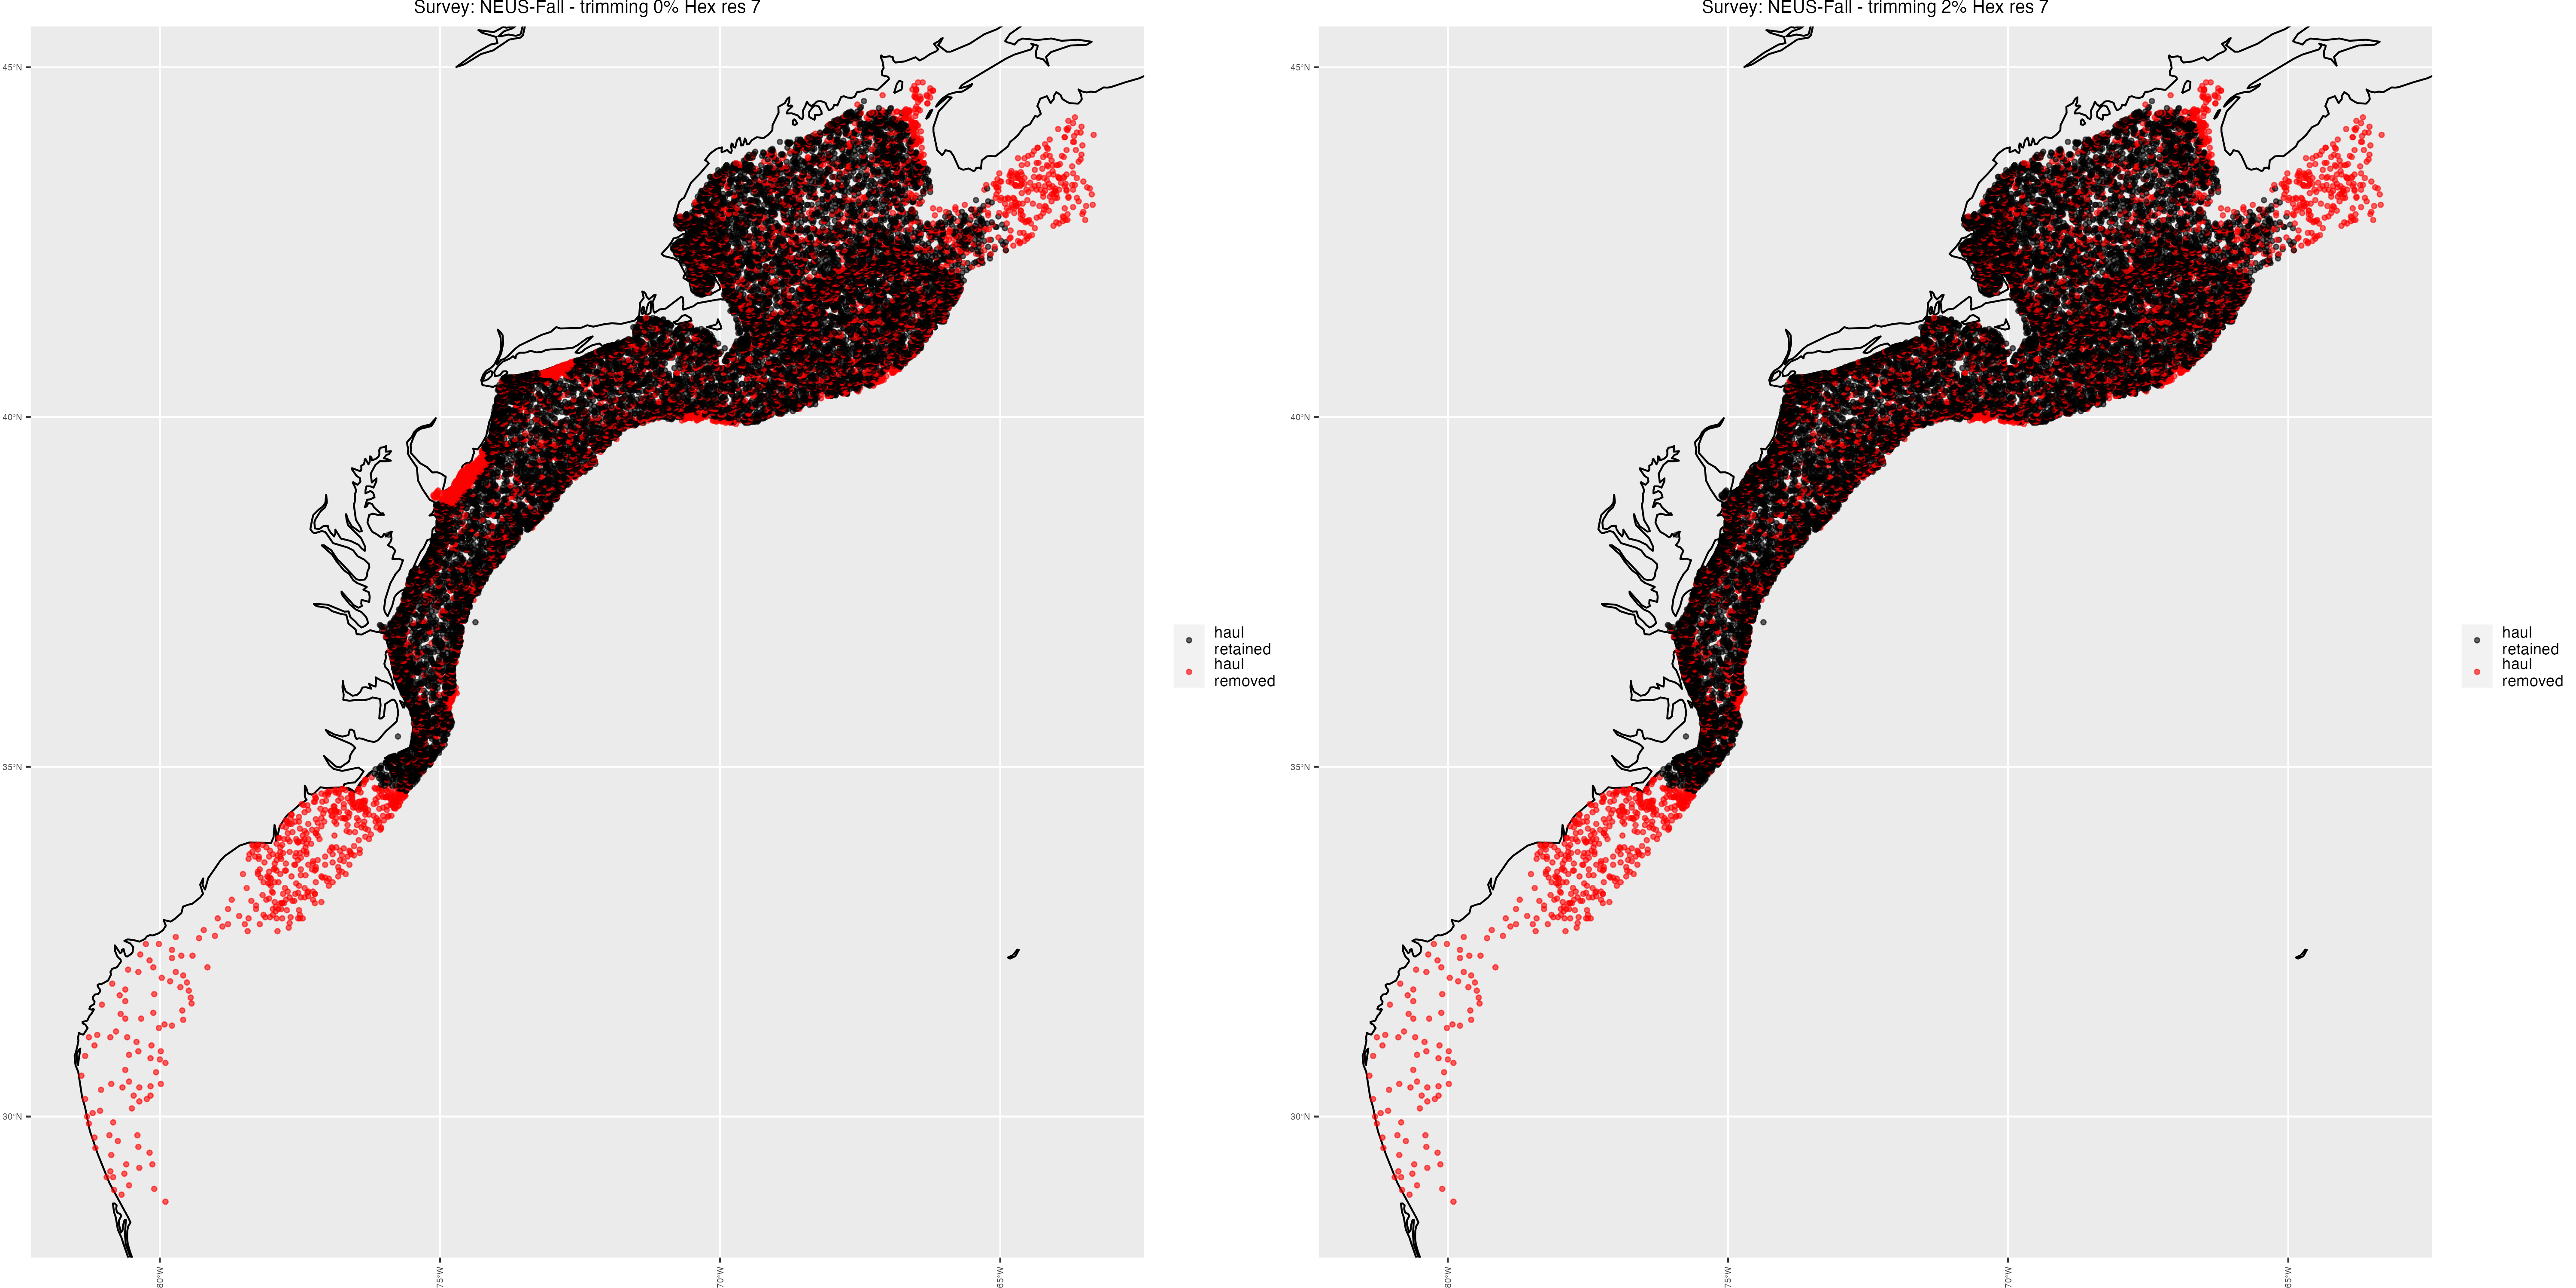 Survey: NEUS-Fall - trimming 0% Hex res 7
45°N
40°N
35°N
30°N
80°W
75°W
70°W
65°W
haul
retained
haul
removed
Survey: NEUS-Fall - trimming 2% Hex res 7
45°N
40°N
35°N
30°N
80°W
75°W
70°W
65°W
haul
retained
haul
removed